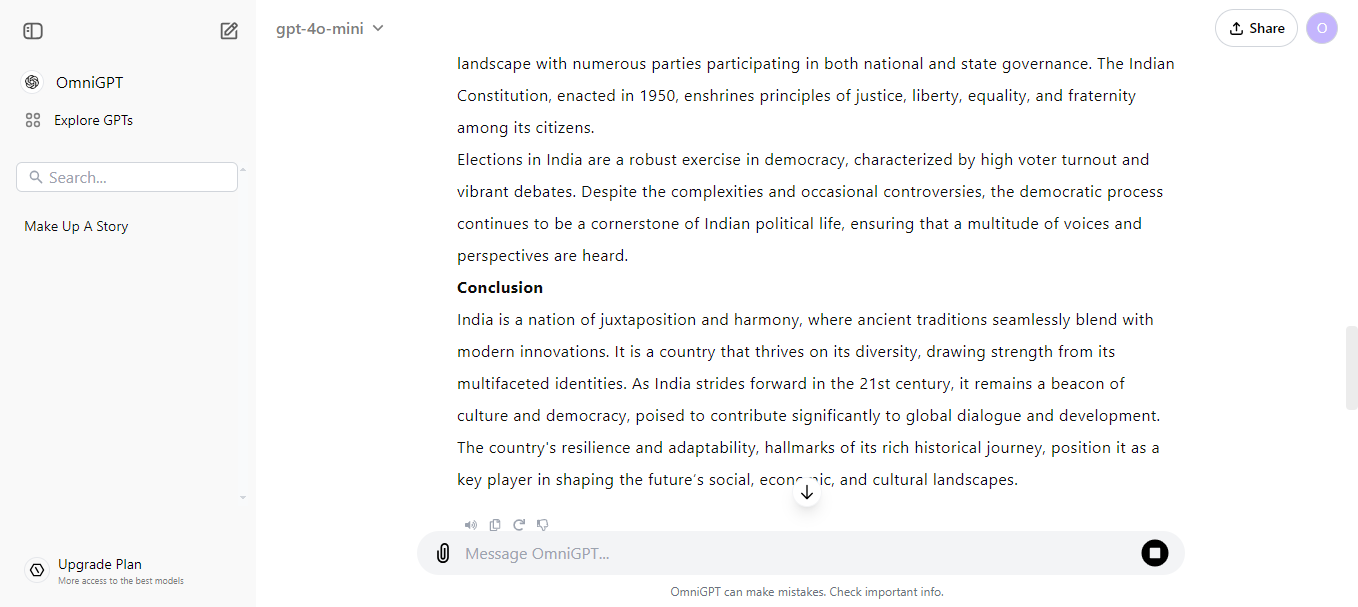 gpt-4o-mini
Share
O
OmniGPT
Explore GPTs
Search...
Make Up A Story
landscape with numerous parties participating in both national and state governance. The Indian
Constitution, enacted in 1950, enshrines principles of justice, liberty, equality, and fraternity
among its citizens.
Elections in India are a robust exercise in democracy, characterized by high voter turnout and
vibrant debates. Despite the complexities and occasional controversies, the democratic process
continues to be a cornerstone of Indian political life, ensuring that a multitude of voices and
perspectives are heard.
Conclusion
India is a nation of juxtaposition and harmony, where ancient traditions seamlessly blend with
modern innovations. It is a country that thrives on its diversity, drawing strength from its
multifaceted identities. As India strides forward in the 21st century, it remains a beacon of
culture and democracy, poised to contribute significantly to global dialogue and development.
The country's resilience and adaptability, hallmarks of its rich historical journey, position it as a
key player in shaping the future's social, economic, and cultural landscapes.
Upgrade Plan
More access to the best models
Message OmniGPT...
OmniGPT can make mistakes. Check important info.